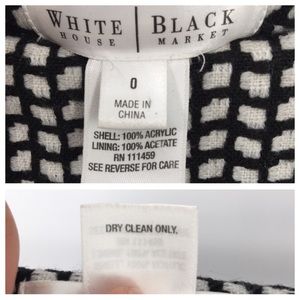 WHITE | BLACK
HOUSE MARKET
0
MADE IN
CHINA
SHELL: 100% ACRYLIC
LINING: 100% ACETATE
RN 111459
SEE REVERSE FOR CARE
DRY CLEAN ONLY.